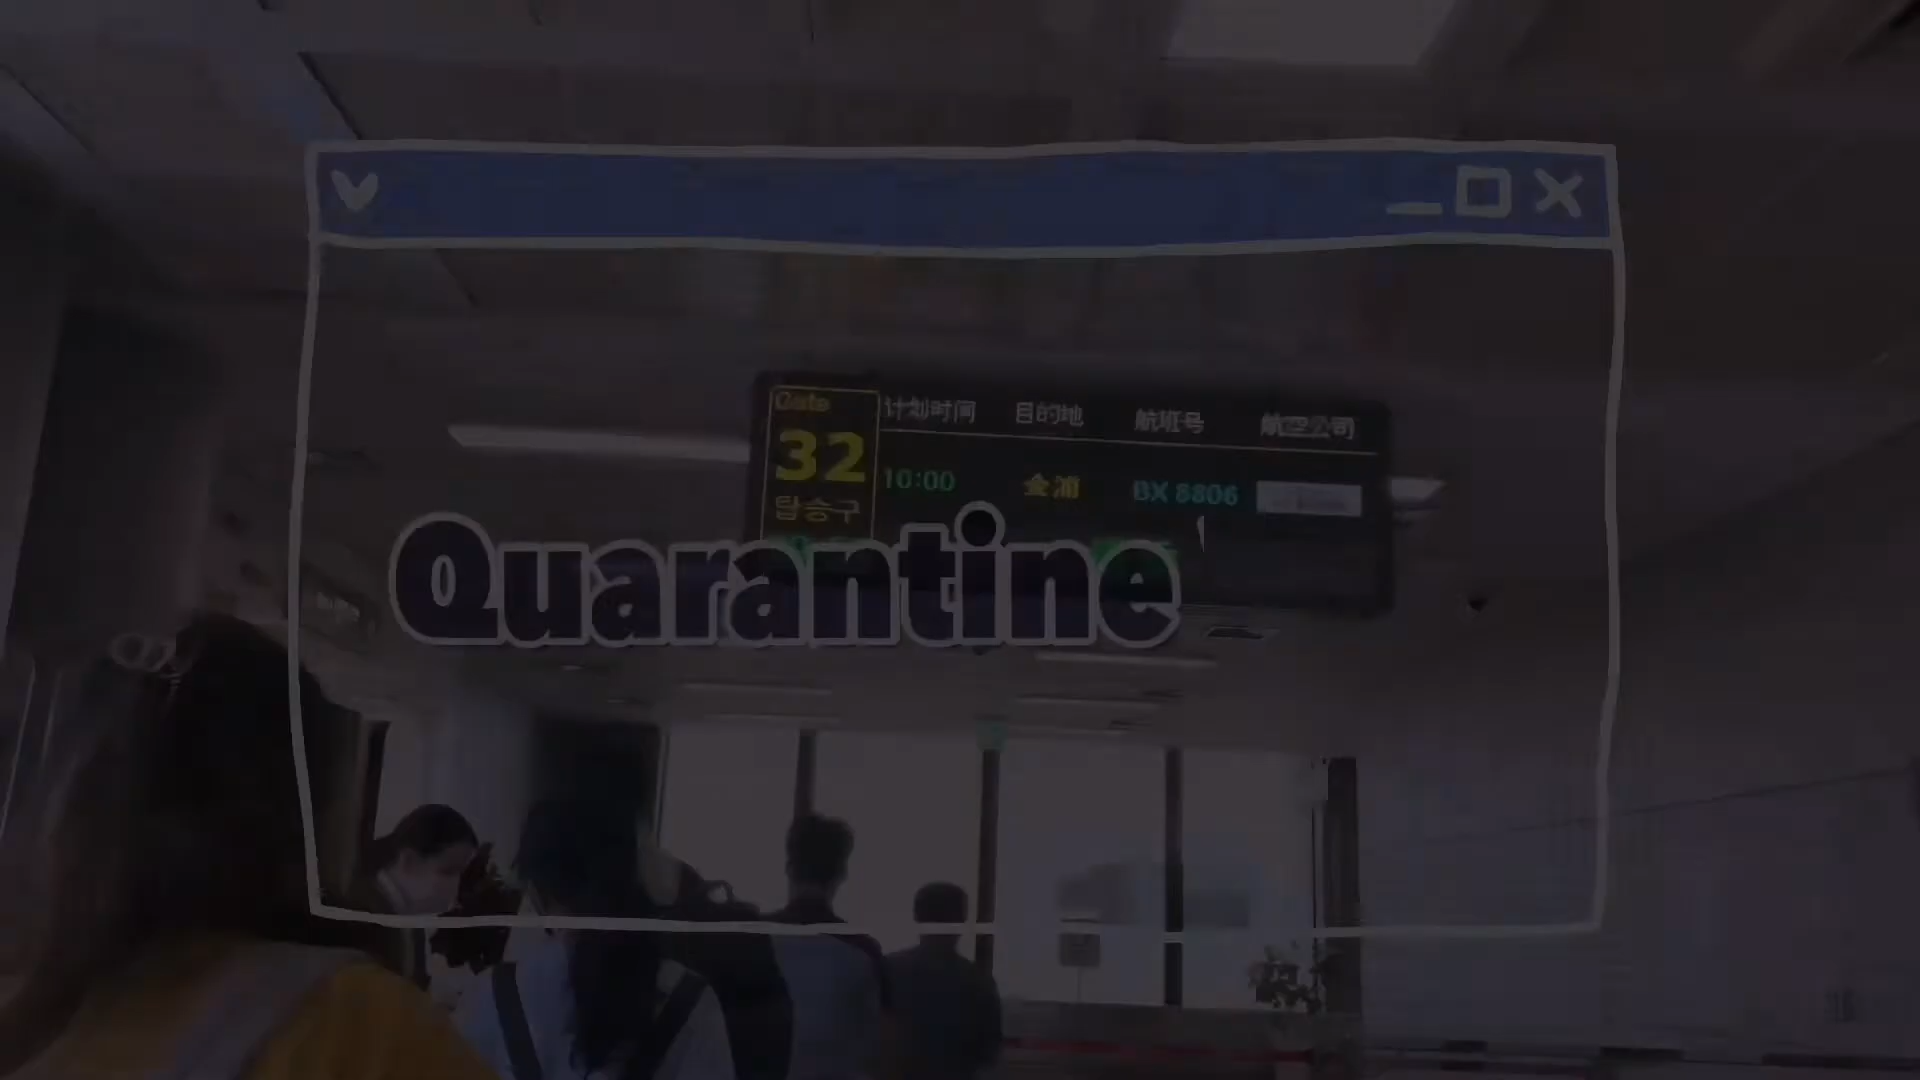 Gate
计划时间 目的地 航班号 航空公司
32
10:00 金浦 BX 8806
탑승구
Quarantine